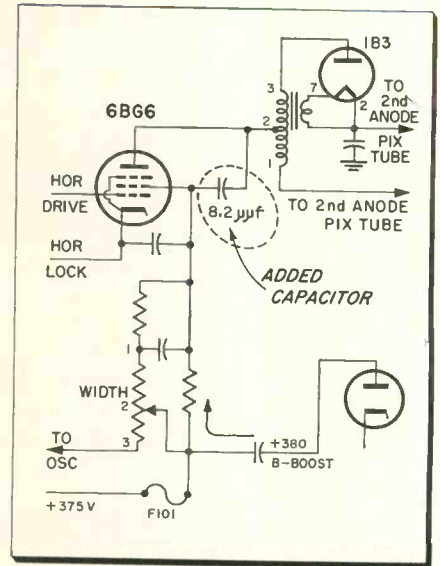 1B3
6BG6
3
7
TO
2nd
ANODE
2
2
PIX
TUBE
1
HOR
DRIVE
8.2 μμf
TO 2nd ANODE
PIX TUBE
HOR
LOCK
ADDED
CAPACITOR
1
WIDTH
2
3
TO
OSC
+380
B-BOOST
+375V
F101